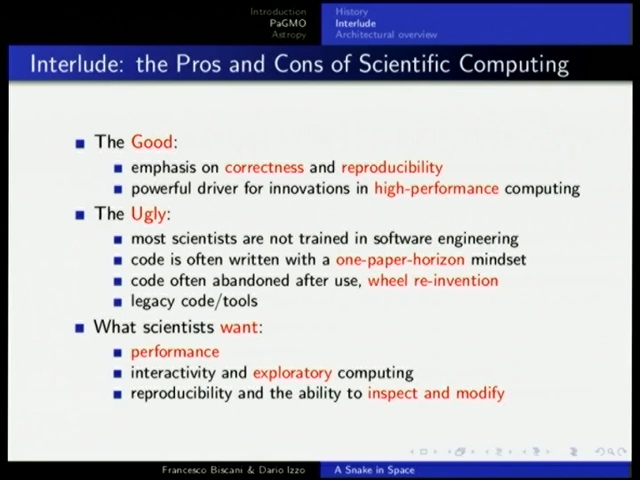 Introduction
PaGMO
Astropy
History
Interlude
Architectural overview
Interlude: the Pros and Cons of Scientific Computing
The Good:
emphasis on correctness and reproducibility
powerful driver for innovations in high-performance computing
The Ugly:
most scientists are not trained in software engineering
code is often written with a one-paper-horizon mindset
code often abandoned after use, wheel re-invention
legacy code/tools
What scientists want:
performance
interactivity and exploratory computing
reproducibility and the ability to inspect and modify
Francesco Biscani & Dario Izzo
A Snake in Space